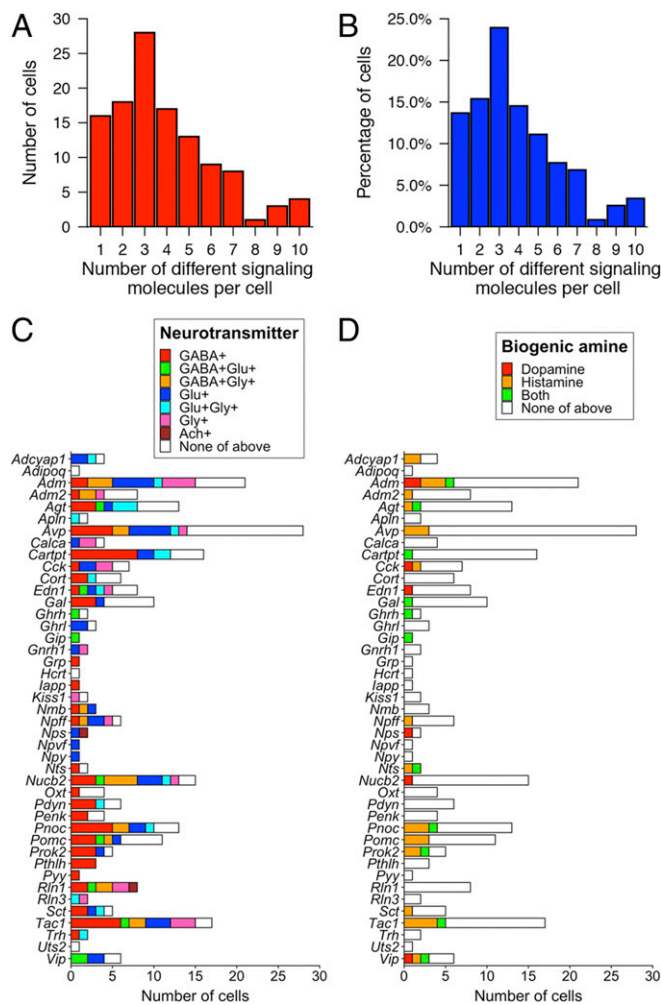 A
Number of cells
30
25
20
15
10
5
0
1 2 3 4 5 6 7 8 9 10
Number of different signaling
molecules per cell
B
Percentage of cells
25.0%
20.0%
15.0%
10.0%
5.0%
0.0%
1 2 3 4 5 6 7 8 9 10
Number of different signaling
molecules per cell
C
Neurotransmitter
GABA+
GABA+Glu+
GABA+Gly+
Glu+
Glu+Gly+
Gly+
Ach+
None of above
Adcyap1
Adipoq
Adm
Adm2
Agt
Apln
Avp
Calca
Cartpt
Cck
Cort
Edn1
Gal
Ghrh
Ghrl
Gip
Gnrh1
Grp
Hcrt
Iapp
Kiss1
Nmb
Npff
Nps
Npvf
Npy
Nts
Nucb2
Oxt
Pdyn
Penk
Pnoc
Pomc
Prok2
Pthlh
Pyy
Rln1
Rln3
Sct
Tac1
Trh
Uts2
Vip
0 5 10 15 20 25 30
Number of cells
D
Biogenic amine
Dopamine
Histamine
Both
None of above
Adcyap1
Adipoq
Adm
Adm2
Agt
Apln
Avp
Calca
Cartpt
Cck
Cort
Edn1
Gal
Ghrh
Ghrl
Gip
Gnrh1
Grp
Hcrt
Iapp
Kiss1
Nmb
Npff
Nps
Npvf
Npy
Nts
Nucb2
Oxt
Pdyn
Penk
Pnoc
Pomc
Prok2
Pthlh
Pyy
Rln1
Rln3
Sct
Tac1
Trh
Uts2
Vip
0 5 10 15 20 25 30
Number of cells